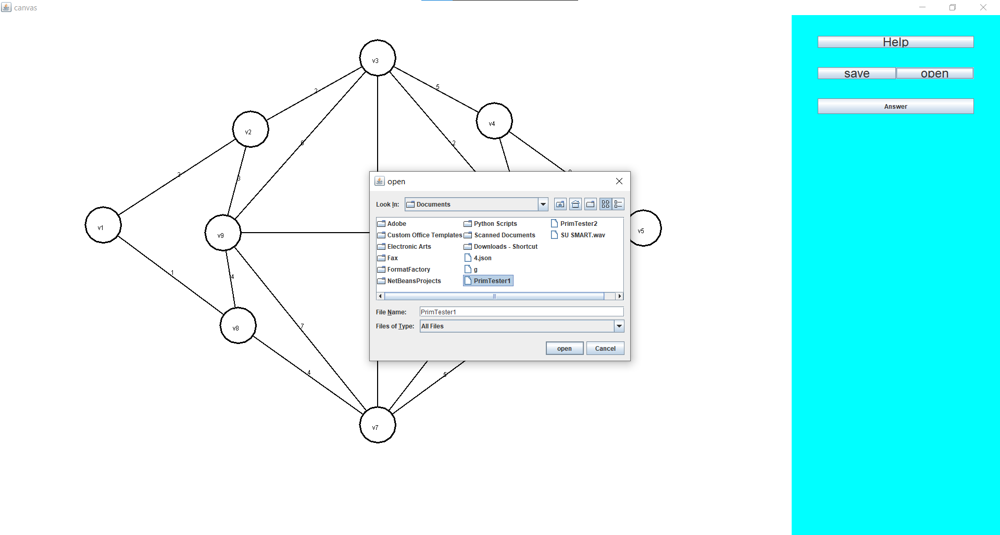 canvas
Help
save open
Answer
v3
2
5
v2
v4
6
2
3
3
v1
v9
v5
1
4
v8
7
4
5
v7
open
Look In: Documents
Adobe
Custom Office Templates
Electronic Arts
Fax
FormatFactory
NetBeansProjects
Python Scripts
Scanned Documents
Downloads - Shortcut
4.json
g
PrimTester1
PrimTester2
SU SMART.wav
File Name: PrimTester1
Files of Type: All Files
open Cancel